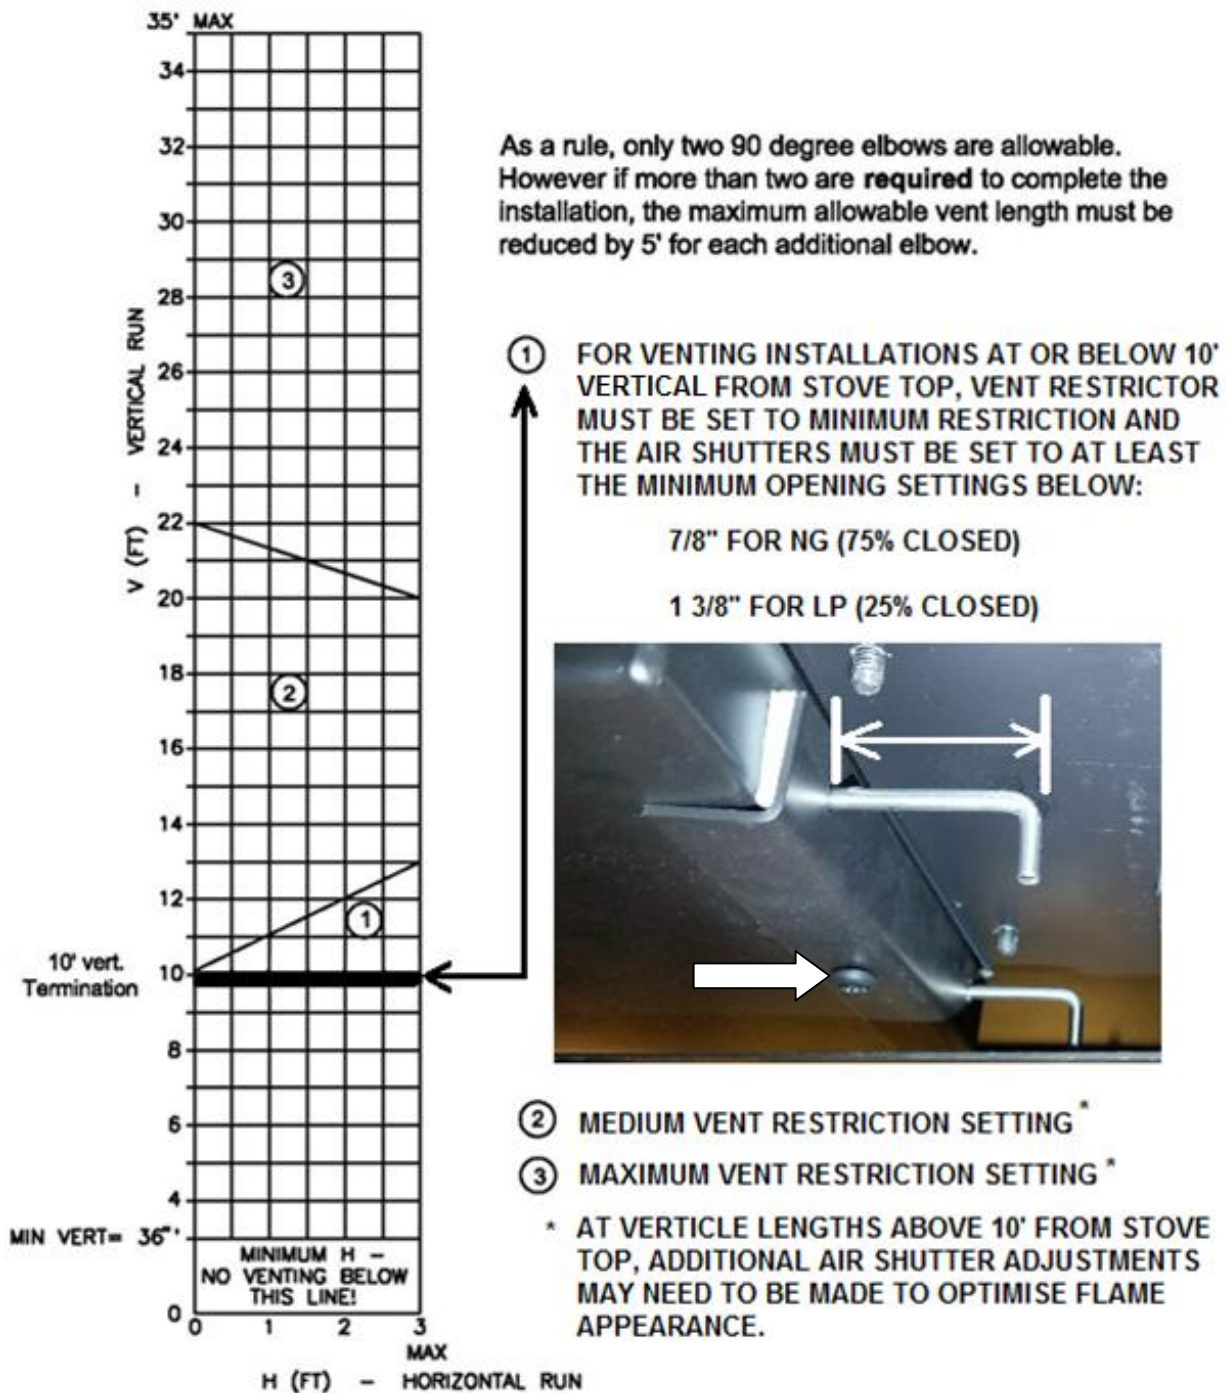 35' MAX
34
32
30
28
26
24
22
20
18
16
14
12
10
8
6
4
0
V (FT) - VERTICAL RUN
3
2
1
10' vert.
Termination
MIN VERT= 36"
MINIMUM H -
NO VENTING BELOW
THIS LINE!
0 1 2 3
MAX
H (FT) - HORIZONTAL RUN
As a rule, only two 90 degree elbows are allowable.
However if more than two are required to complete the
installation, the maximum allowable vent length must be
reduced by 5' for each additional elbow.
1 FOR VENTING INSTALLATIONS AT OR BELOW 10'
VERTICAL FROM STOVE TOP, VENT RESTRICTOR
MUST BE SET TO MINIMUM RESTRICTION AND
THE AIR SHUTTERS MUST BE SET TO AT LEAST
THE MINIMUM OPENING SETTINGS BELOW:
7/8" FOR NG (75% CLOSED)
1 3/8" FOR LP (25% CLOSED)
2 MEDIUM VENT RESTRICTION SETTING *
3 MAXIMUM VENT RESTRICTION SETTING *
* AT VERTICLE LENGTHS ABOVE 10' FROM STOVE
TOP, ADDITIONAL AIR SHUTTER ADJUSTMENTS
MAY NEED TO BE MADE TO OPTIMISE FLAME
APPEARANCE.